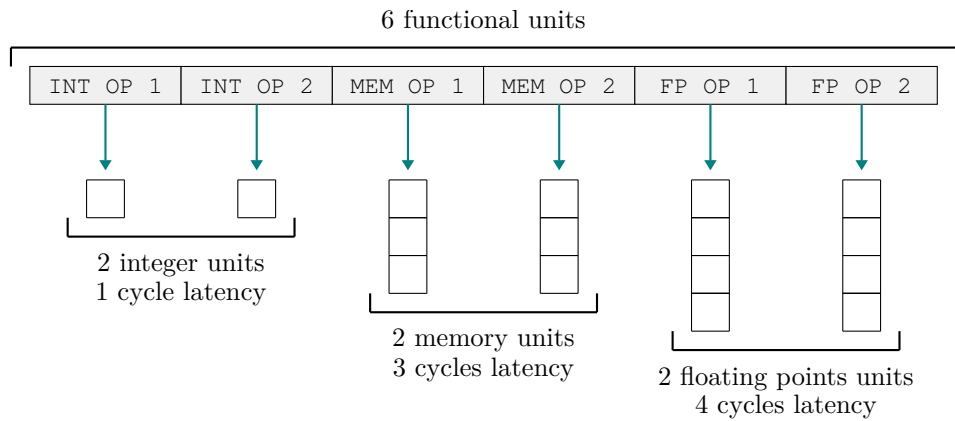 6 functional units
INT OP 1 INT OP 2 MEM OP 1 MEM OP 2 FP OP 1 FP OP 2
2 integer units
1 cycle latency
2 memory units
3 cycles latency
2 floating points units
4 cycles latency